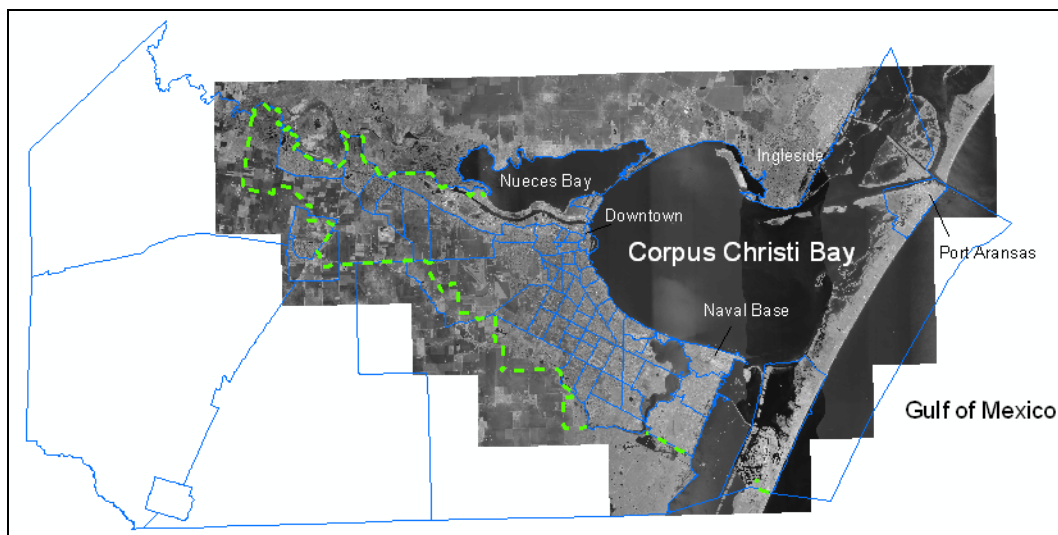 Ingleside
Nueces Bay
Downtown
Corpus Christi Bay
Port Aransas
Naval Base
Gulf of Mexico